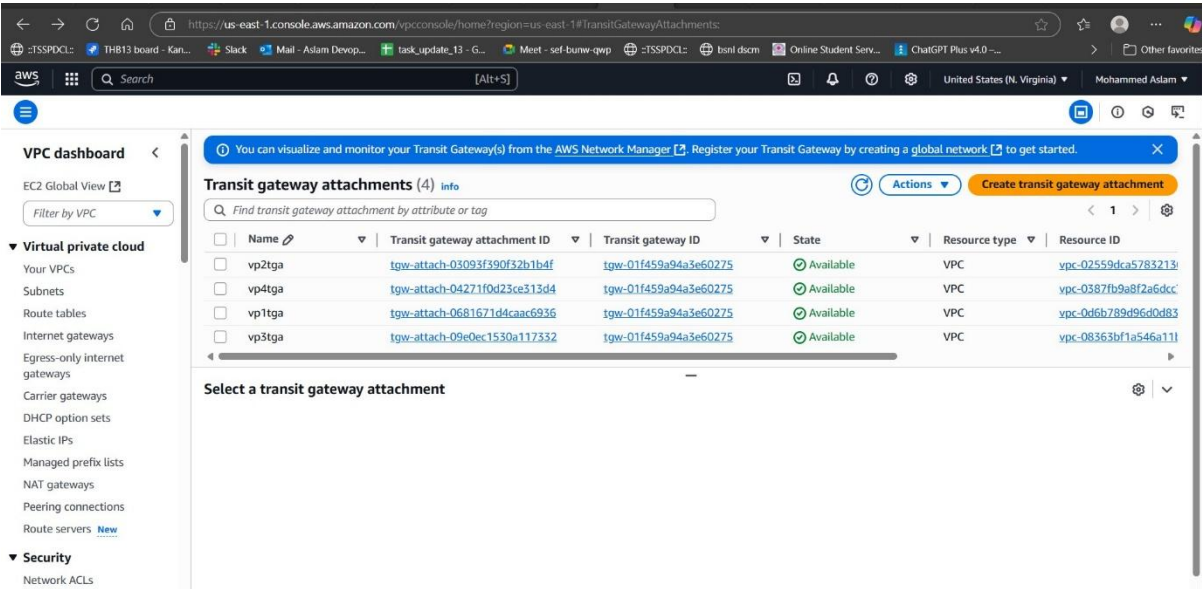 https://us-east-1.console.aws.amazon.com/vpcconsole/home?region=us-east-1#TransitGatewayAttachments:
::TSSPDCL:: THB13 board - Kan... Slack Mail - Aslam Devop... task_update_13 - G... Meet - sef-bunw-qwp ::TSSPDCL:: bsnl dscm Online Student Serv... ChatGPT Plus v4.0 –... Other favorites
aws Search [Alt+S] United States (N. Virginia) Mohammed Aslam
VPC dashboard
EC2 Global View
Filter by VPC
Virtual private cloud
Your VPCs
Subnets
Route tables
Internet gateways
Egress-only internet
gateways
Carrier gateways
DHCP option sets
Elastic IPs
Managed prefix lists
NAT gateways
Peering connections
Route servers New
Security
Network ACLs
You can visualize and monitor your Transit Gateway(s) from the AWS Network Manager. Register your Transit Gateway by creating a global network to get started.
Transit gateway attachments (4) info Actions Create transit gateway attachment
Find transit gateway attachment by attribute or tag 1
Name Transit gateway attachment ID Transit gateway ID State Resource type Resource ID
vp2tga tgw-attach-03093f390f32b1b4f tgw-01f459a94a3e60275 Available VPC vpc-02559dca5783213
vp4tga tgw-attach-04271f0d23ce313d4 tgw-01f459a94a3e60275 Available VPC vpc-0387fb9a8f2a6dcc
vp1tga tgw-attach-0681671d4caac6936 tgw-01f459a94a3e60275 Available VPC vpc-0d6b789d96d0d83
vp3tga tgw-attach-09e0ec1530a117332 tgw-01f459a94a3e60275 Available VPC vpc-08363bf1a546a11
Select a transit gateway attachment